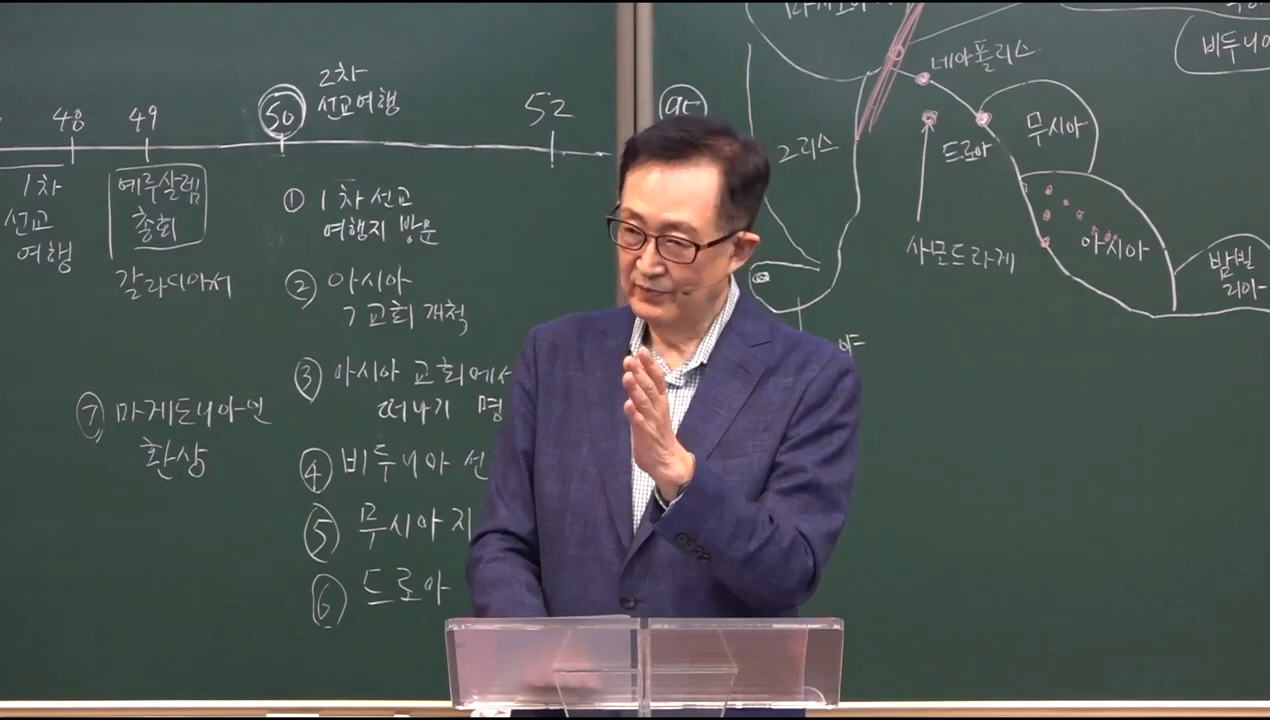 48
49
50
2차
선교여행
52
1차
선교
여행
예루살렘
총회
갈라디아서
① 1차 선교
여행지 방문
② 아시아
7교회 개척
③ 아시아 교회에서
떠나기 명
④ 비두니아 선
⑤ 무시아 지
⑥ 드로아
⑦ 마게도니아인
환상
95
그리스
네아폴리스
무시아
드로아
사모드라게
아시아
밤빌
리아
비두니아